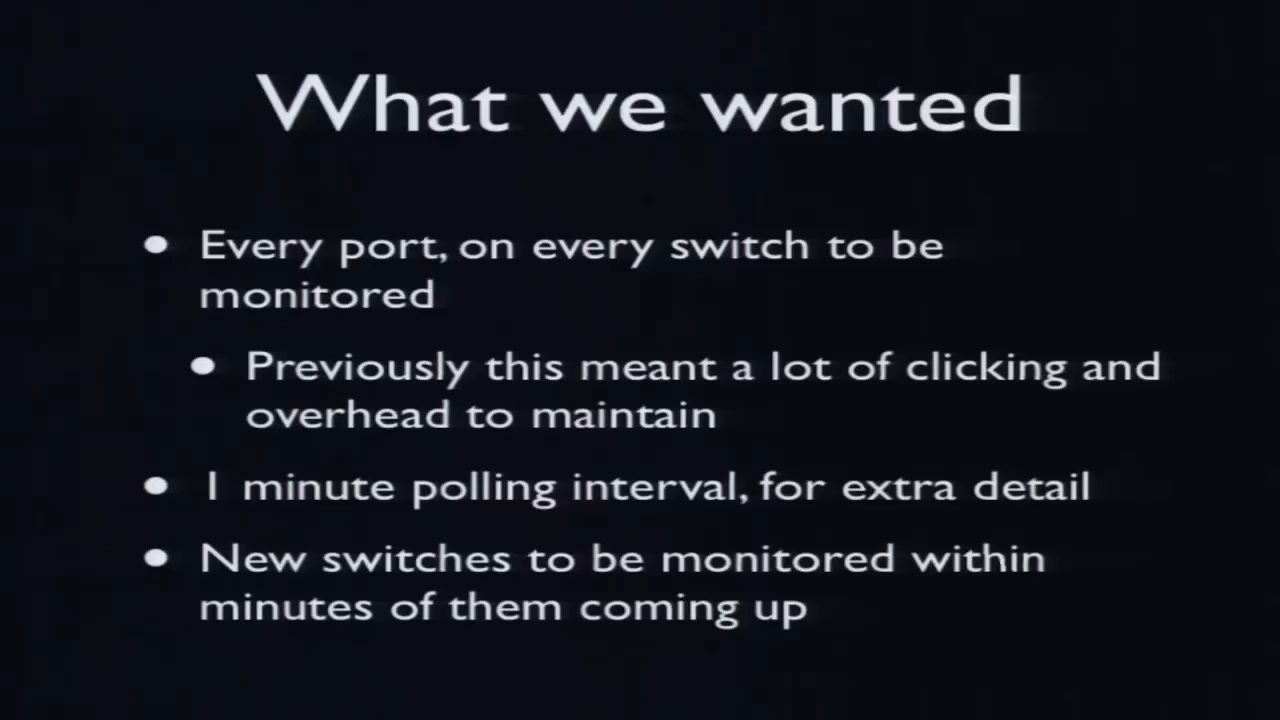 What we wanted
• Every port, on every switch to be
monitored
• Previously this meant a lot of clicking and
overhead to maintain
• 1 minute polling interval, for extra detail
• New switches to be monitored within
minutes of them coming up